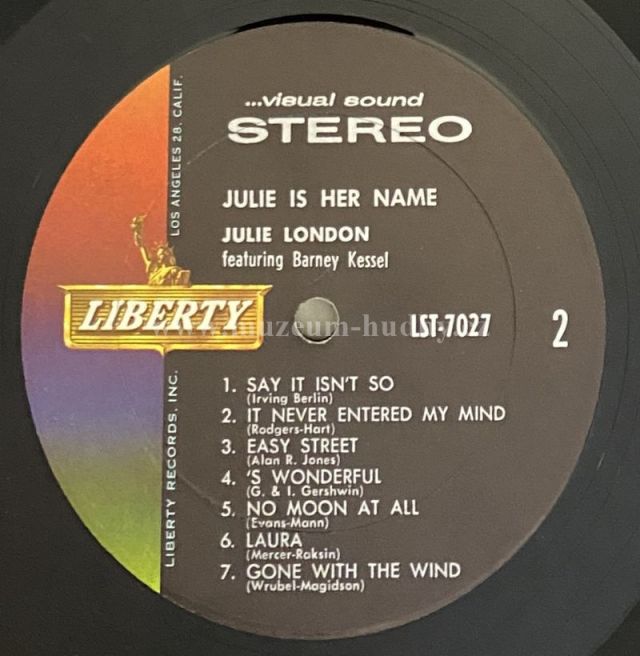 ...visual sound
STEREO
LOS ANGELES 28, CALIF.
JULIE IS HER NAME
JULIE LONDON
featuring Barney Kessel
LIBERTY
LST-7027
2
LIBERTY RECORDS, INC.
1. SAY IT ISN'T SO
(Irving Berlin)
2. IT NEVER ENTERED MY MIND
(Rodgers-Hart)
3. EASY STREET
(Alan R. Jones)
4. 'S WONDERFUL
(G. & I. Gershwin)
5. NO MOON AT ALL
(Evans-Mann)
6. LAURA
(Mercer-Raksin)
7. GONE WITH THE WIND
(Wrubel-Magidson)